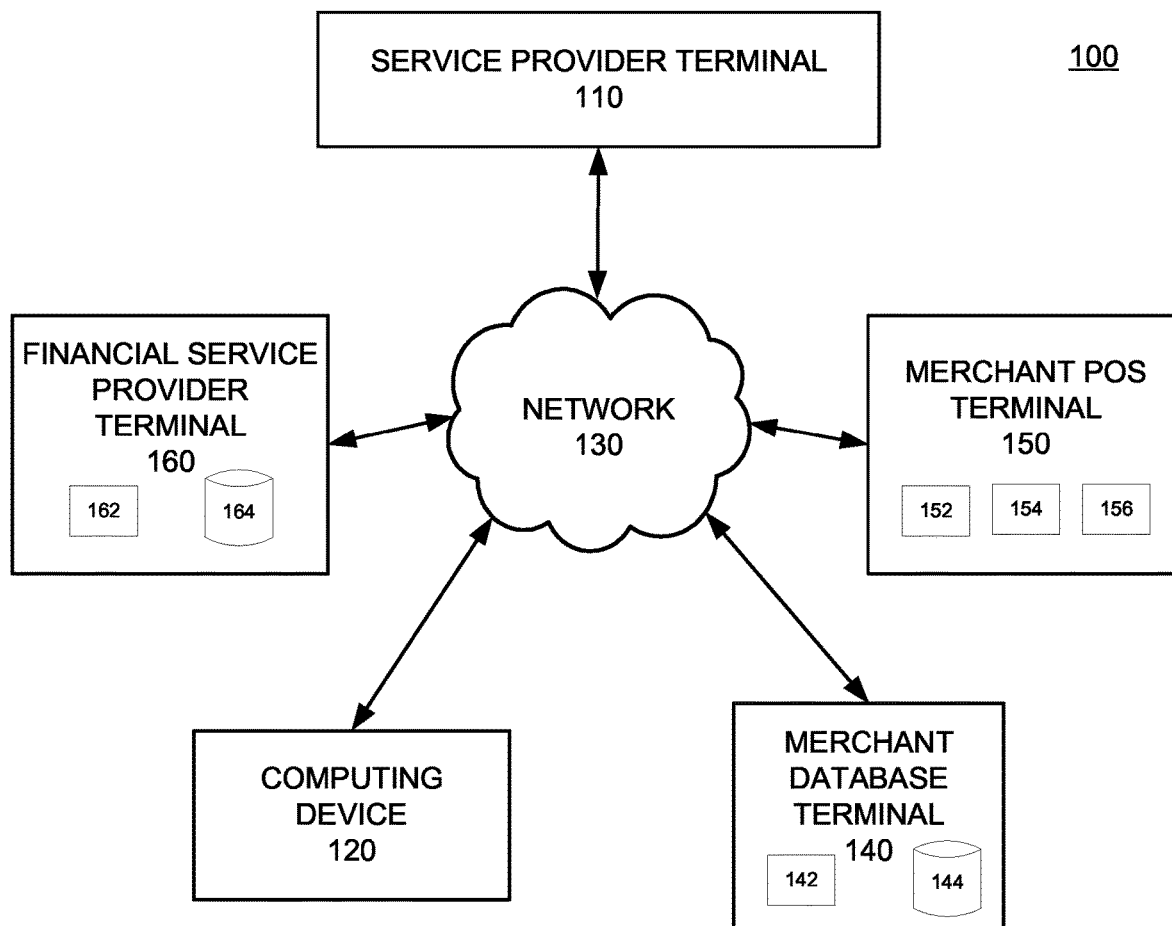 SERVICE PROVIDER TERMINAL
110
100
FINANCIAL SERVICE
PROVIDER
TERMINAL
160
162
164
NETWORK
130
MERCHANT POS
TERMINAL
150
152
154
156
COMPUTING
DEVICE
120
MERCHANT
DATABASE
TERMINAL
140
142
144